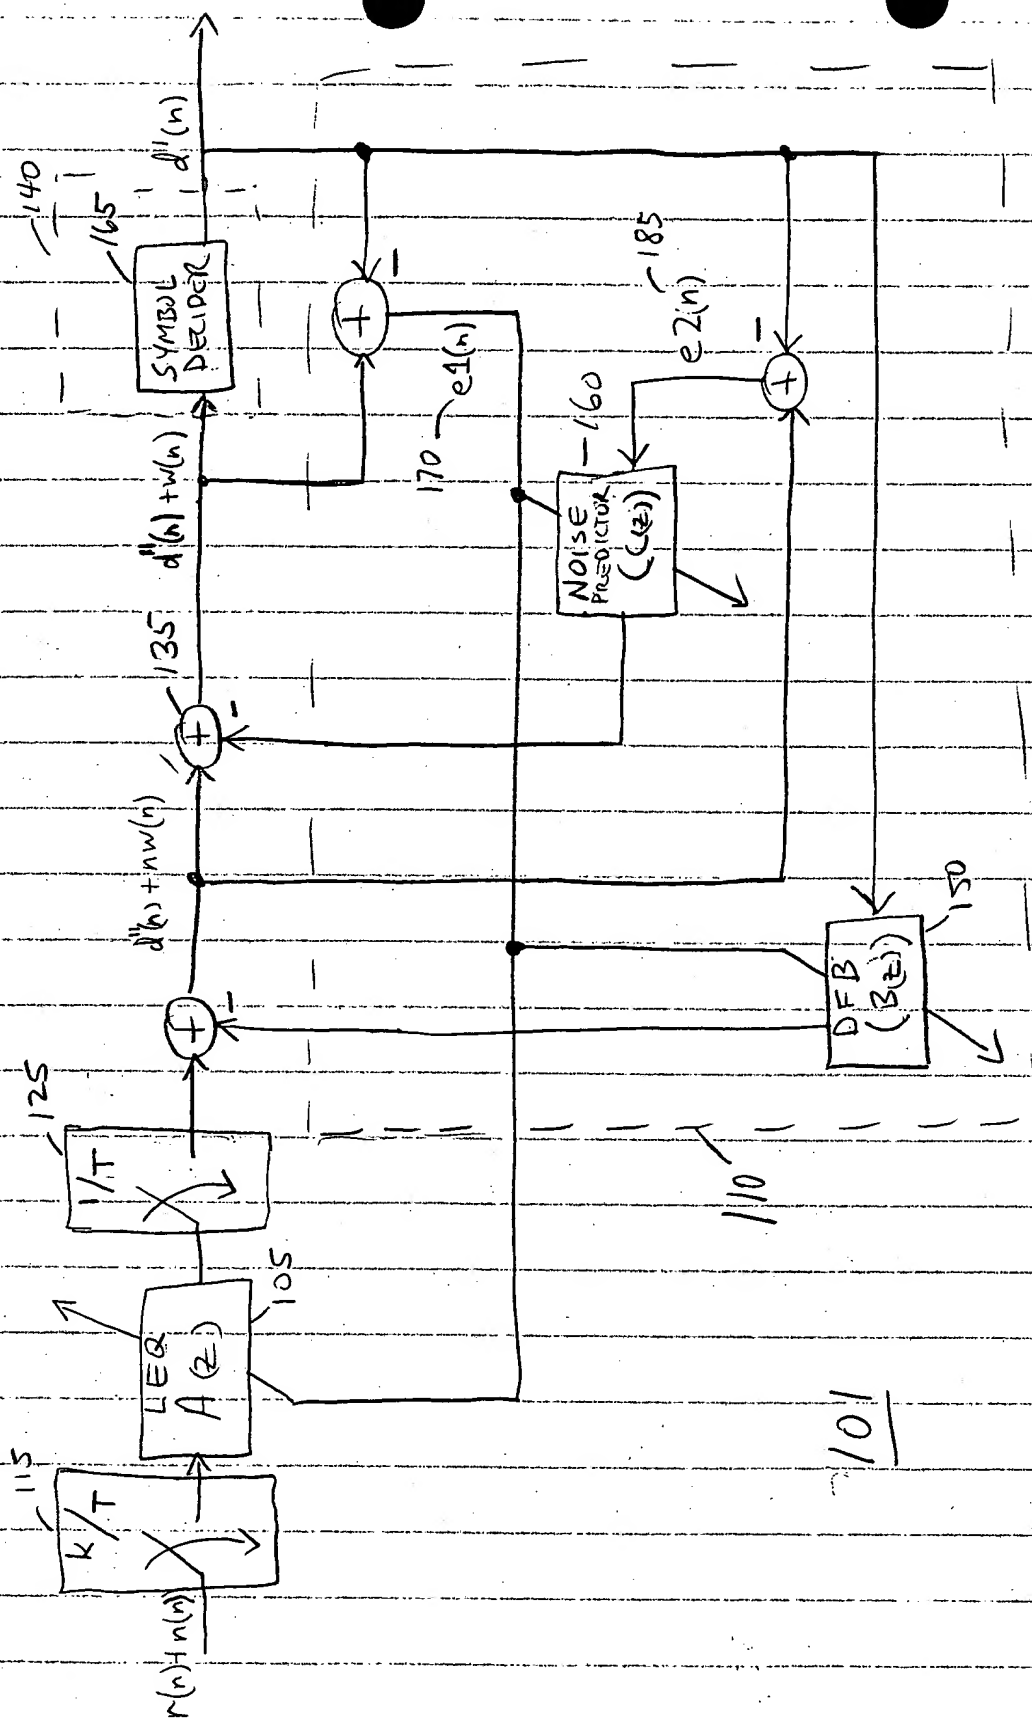 r(n)+n(n)
115
k/T
LEQ
A(z)
105
125
1/T
+
−
d"(n)+nw(n)
135
+
−
d"(n)+w(n)
140
165
SYMBOL
DECIDER
d"(n)
+
−
170
e1(n)
160
NOISE
PREDICTOR
(C(z))
185
e2(n)
+
−
DFB
(B(z))
150
110
101